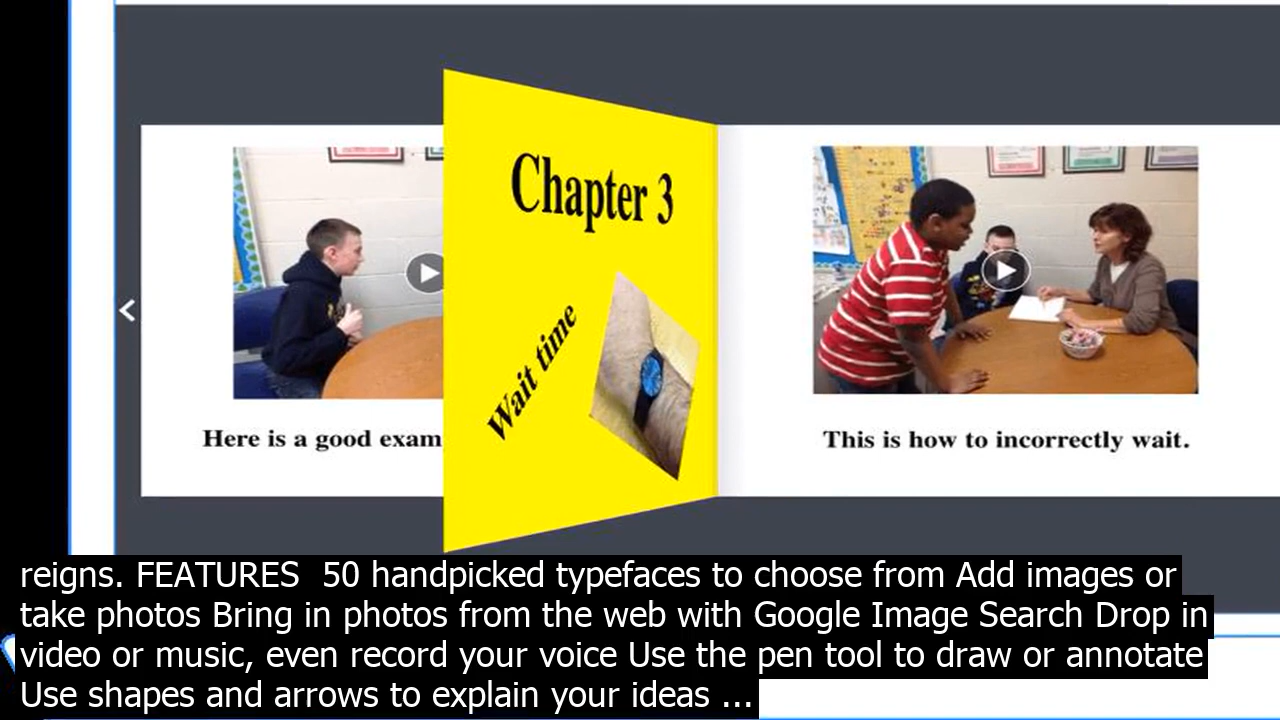 Chapter 3
Wait time
Here is a good exam
This is how to incorrectly wait.
reigns. FEATURES  50 handpicked typefaces to choose from Add images or
take photos Bring in photos from the web with Google Image Search Drop in
video or music, even record your voice Use the pen tool to draw or annotate
Use shapes and arrows to explain your ideas ...